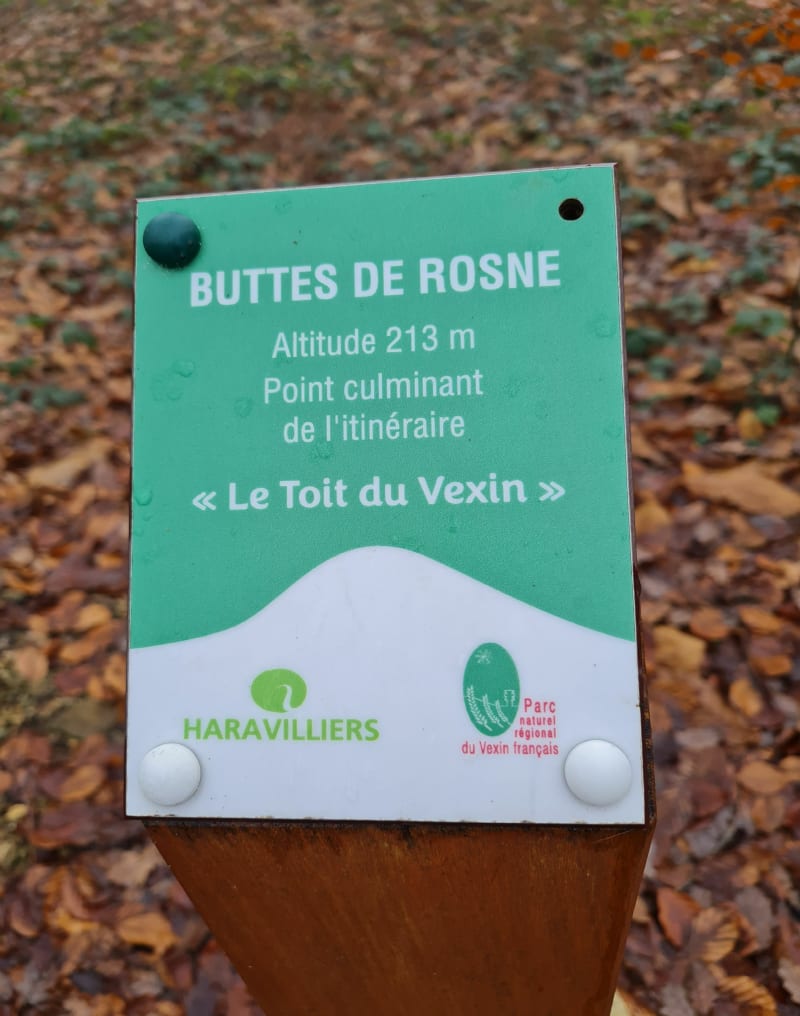 BUTTES DE ROSNE
Altitude 213 m
Point culminant
de l'itinéraire
« Le Toit du Vexin »
HARAVILLIERS
Parc
naturel
régional
du Vexin français